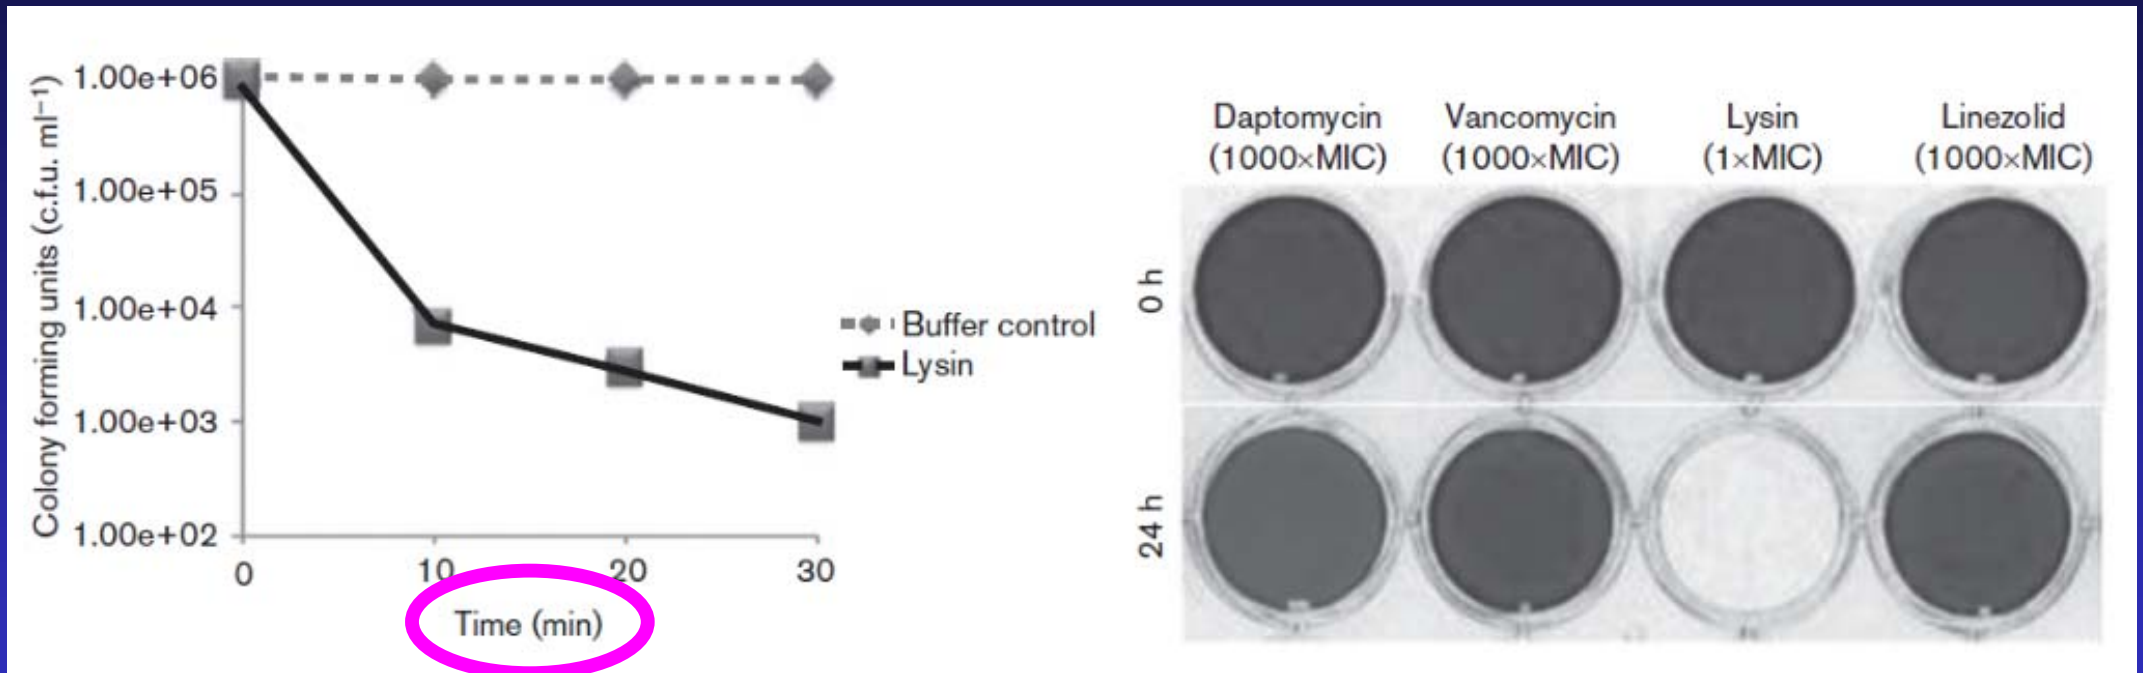 Colony forming units (c.f.u. ml⁻¹)
1.00e+06
1.00e+05
1.00e+04
1.00e+03
1.00e+02
0 10 20 30
Time (min)
Buffer control
Lysin
Daptomycin Vancomycin Lysin Linezolid
(1000×MIC) (1000×MIC) (1×MIC) (1000×MIC)
0 h
24 h